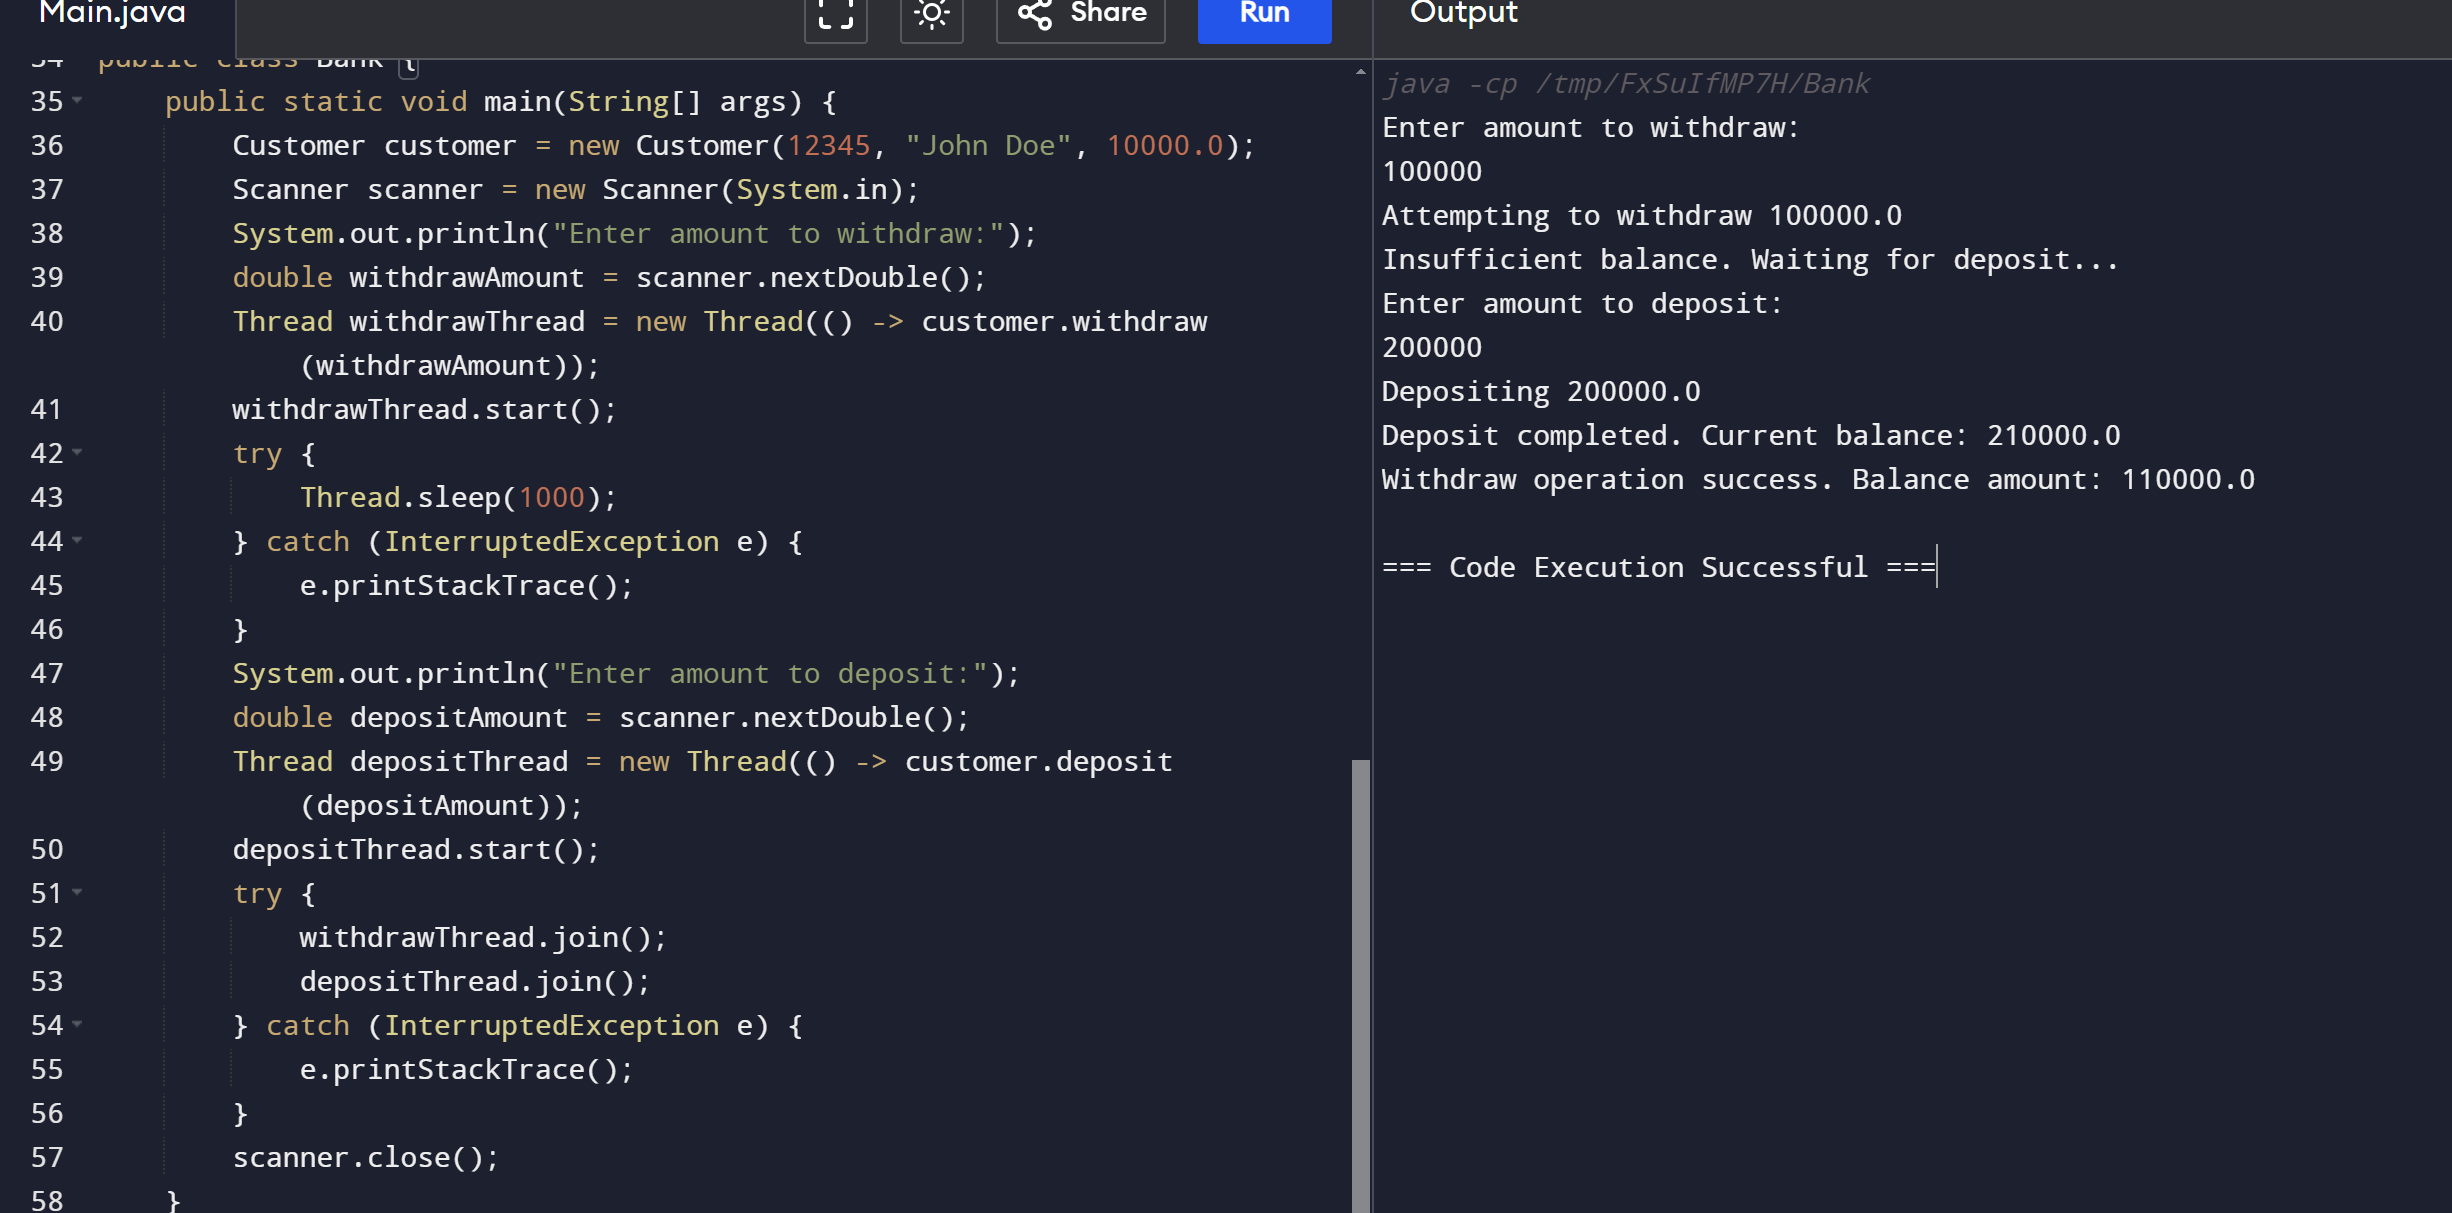 Main.java
Share
Run
Output
34 public class Bank {
35 public static void main(String[] args) {
36 Customer customer = new Customer(12345, "John Doe", 10000.0);
37 Scanner scanner = new Scanner(System.in);
38 System.out.println("Enter amount to withdraw:");
39 double withdrawAmount = scanner.nextDouble();
40 Thread withdrawThread = new Thread(() -> customer.withdraw
(withdrawAmount));
41 withdrawThread.start();
42 try {
43 Thread.sleep(1000);
44 } catch (InterruptedException e) {
45 e.printStackTrace();
46 }
47 System.out.println("Enter amount to deposit:");
48 double depositAmount = scanner.nextDouble();
49 Thread depositThread = new Thread(() -> customer.deposit
(depositAmount));
50 depositThread.start();
51 try {
52 withdrawThread.join();
53 depositThread.join();
54 } catch (InterruptedException e) {
55 e.printStackTrace();
56 }
57 scanner.close();
58 }
java -cp /tmp/FxSuIfMP7H/Bank
Enter amount to withdraw:
100000
Attempting to withdraw 100000.0
Insufficient balance. Waiting for deposit...
Enter amount to deposit:
200000
Depositing 200000.0
Deposit completed. Current balance: 210000.0
Withdraw operation success. Balance amount: 110000.0
=== Code Execution Successful ===